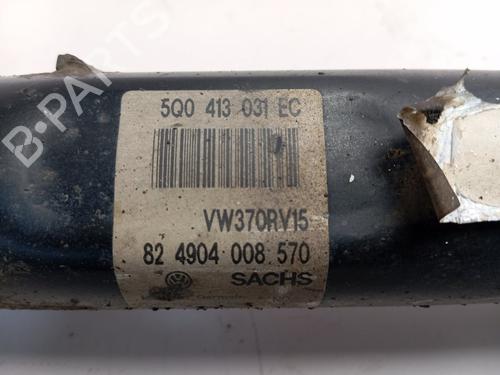 5Q0 413 031 EC
VW370RV15
82 4904 008 570
SACHS
B-PARTS